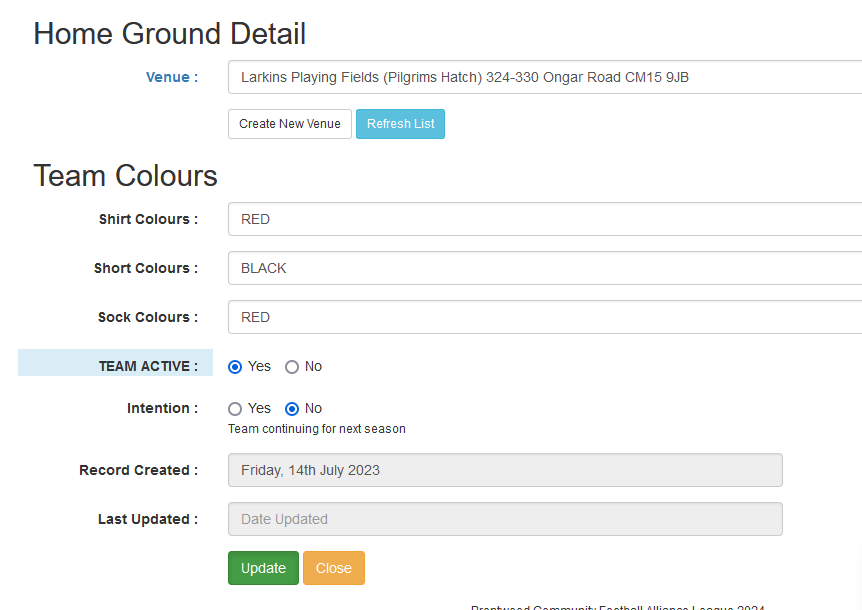 Home Ground Detail
Venue : Larkins Playing Fields (Pilgrims Hatch) 324-330 Ongar Road CM15 9JB
Create New Venue Refresh List
Team Colours
Shirt Colours : RED
Short Colours : BLACK
Sock Colours : RED
TEAM ACTIVE : Yes No
Intention : Yes No
Team continuing for next season
Record Created : Friday, 14th July 2023
Last Updated : Date Updated
Update Close
Brentwood Community Football Alliance League 2024